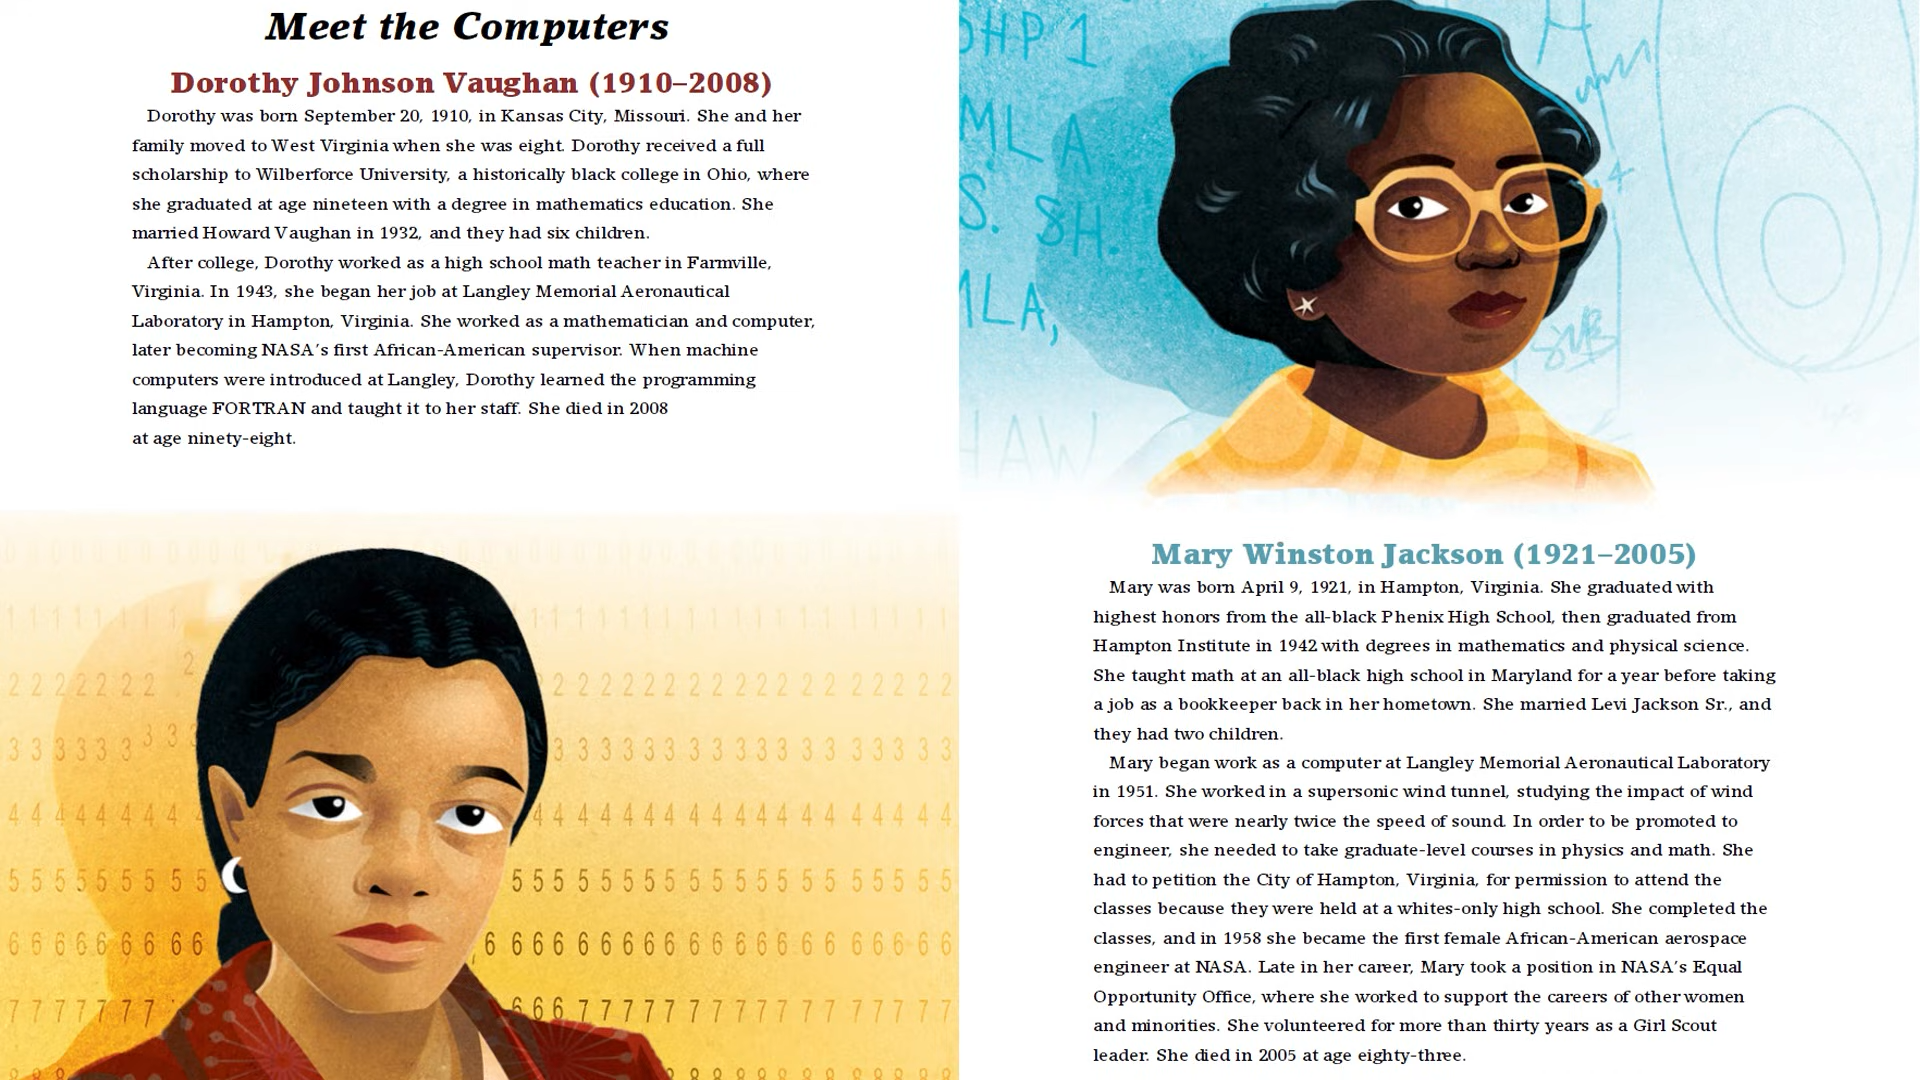 Meet the Computers
Dorothy Johnson Vaughan (1910–2008)
Dorothy was born September 20, 1910, in Kansas City, Missouri. She and her
family moved to West Virginia when she was eight. Dorothy received a full
scholarship to Wilberforce University, a historically black college in Ohio, where
she graduated at age nineteen with a degree in mathematics education. She
married Howard Vaughan in 1932, and they had six children.
After college, Dorothy worked as a high school math teacher in Farmville,
Virginia. In 1943, she began her job at Langley Memorial Aeronautical
Laboratory in Hampton, Virginia. She worked as a mathematician and computer,
later becoming NASA's first African-American supervisor. When machine
computers were introduced at Langley, Dorothy learned the programming
language FORTRAN and taught it to her staff. She died in 2008
at age ninety-eight.
OHP 1
MLA
S. SH.
MLA,
HAW
SUB
Mary Winston Jackson (1921–2005)
Mary was born April 9, 1921, in Hampton, Virginia. She graduated with
highest honors from the all-black Phenix High School, then graduated from
Hampton Institute in 1942 with degrees in mathematics and physical science.
She taught math at an all-black high school in Maryland for a year before taking
a job as a bookkeeper back in her hometown. She married Levi Jackson Sr., and
they had two children.
Mary began work as a computer at Langley Memorial Aeronautical Laboratory
in 1951. She worked in a supersonic wind tunnel, studying the impact of wind
forces that were nearly twice the speed of sound. In order to be promoted to
engineer, she needed to take graduate-level courses in physics and math. She
had to petition the City of Hampton, Virginia, for permission to attend the
classes because they were held at a whites-only high school. She completed the
classes, and in 1958 she became the first female African-American aerospace
engineer at NASA. Late in her career, Mary took a position in NASA's Equal
Opportunity Office, where she worked to support the careers of other women
and minorities. She volunteered for more than thirty years as a Girl Scout
leader. She died in 2005 at age eighty-three.